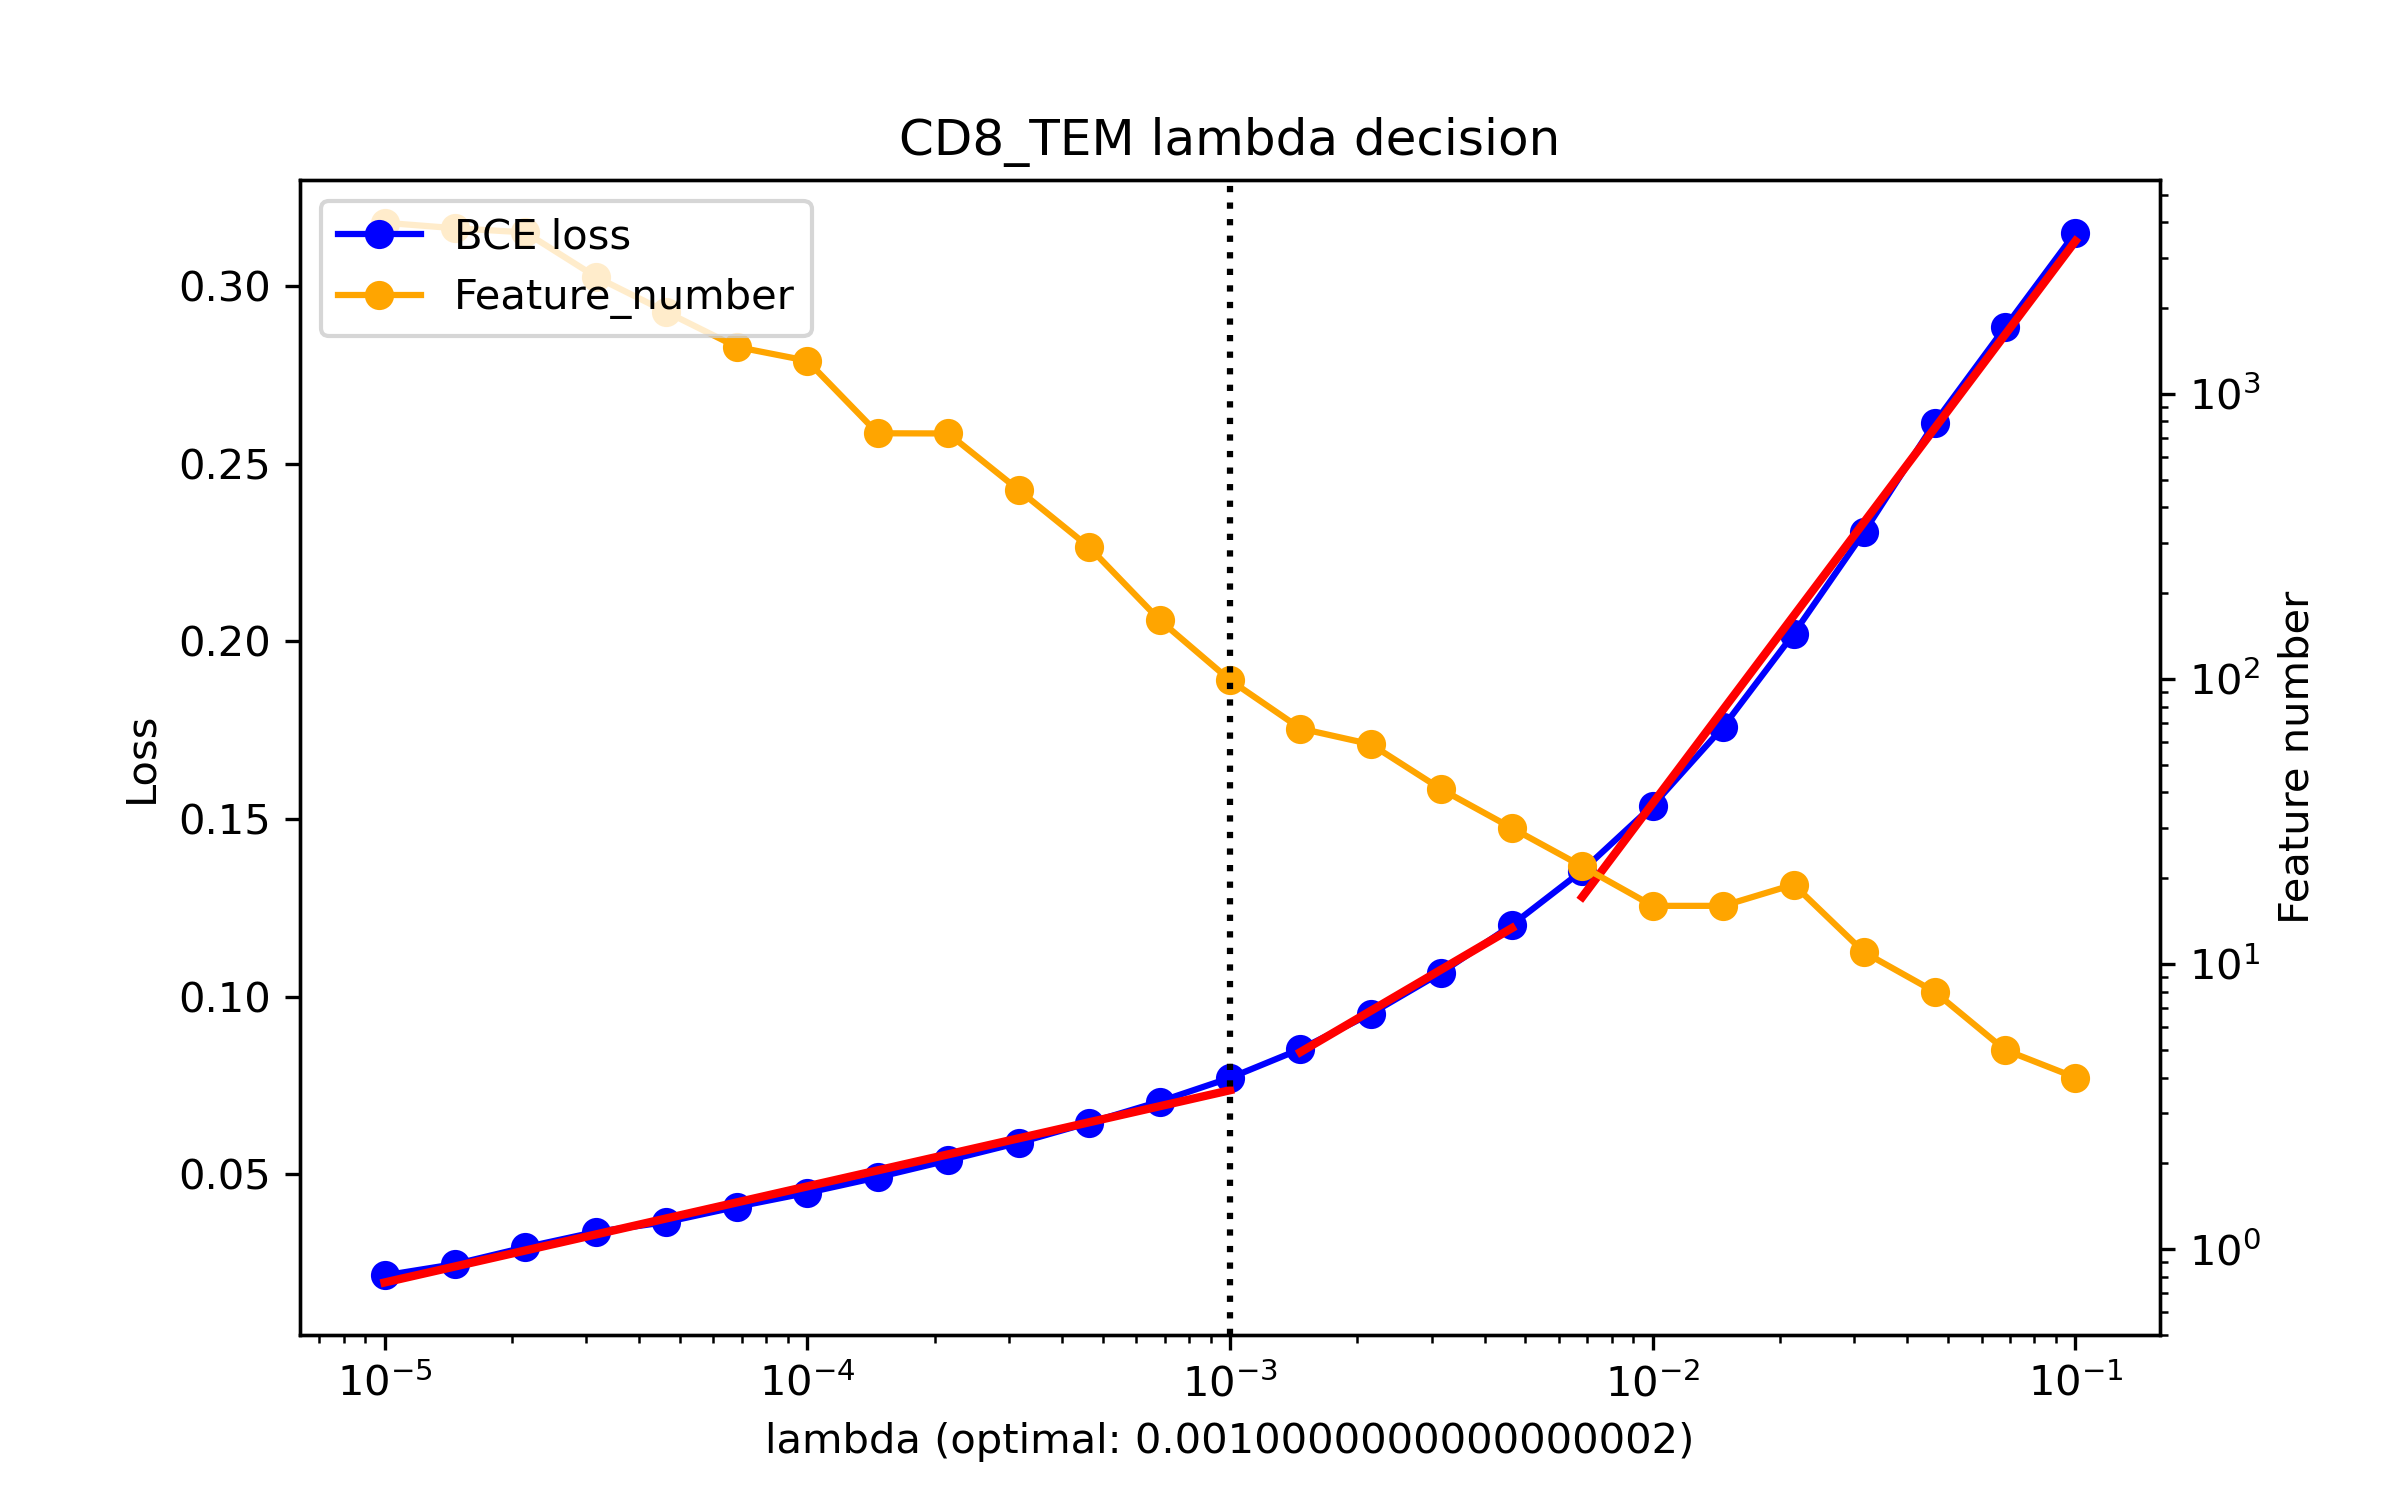 CD8_TEM lambda decision
BCE loss
Feature_number
Loss
0.30
0.25
0.20
0.15
0.10
0.05
10⁻⁵
10⁻⁴
10⁻³
10⁻²
10⁻¹
lambda (optimal: 0.0010000000000000002)
10³
10²
10¹
10⁰
Feature number